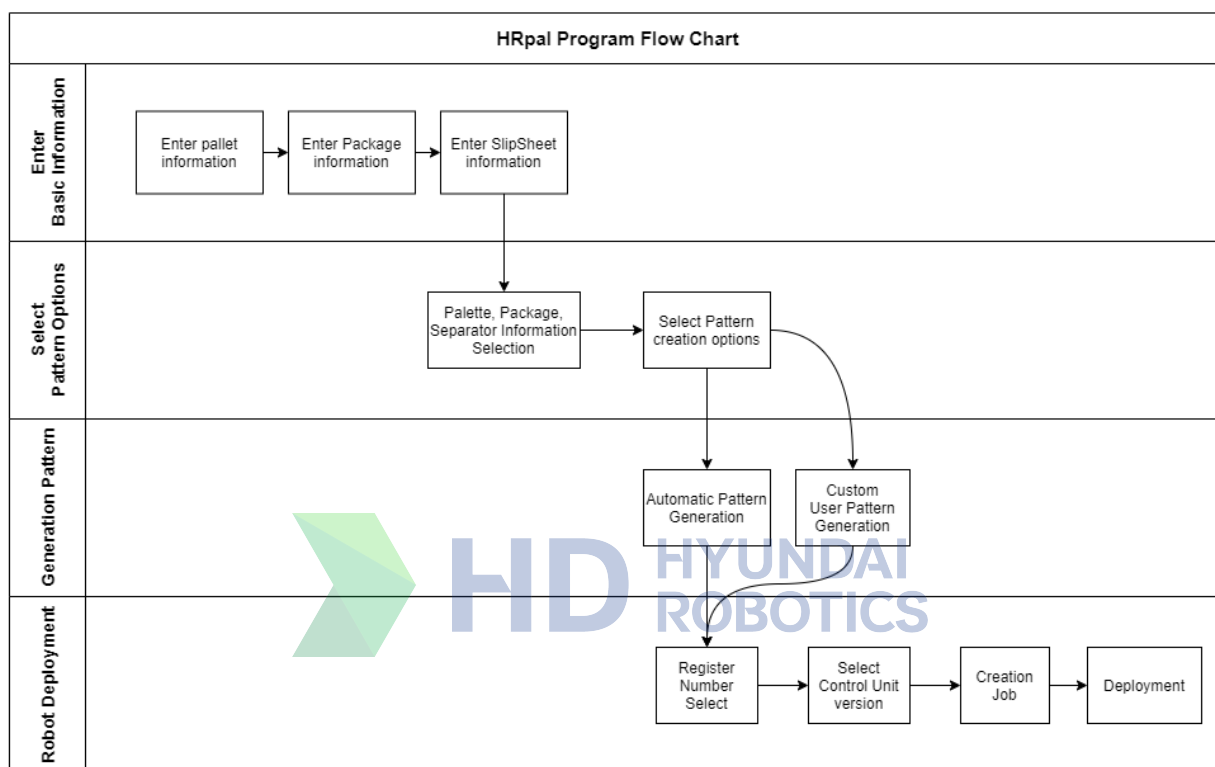 HRpal Program Flow Chart
Enter
Basic Information
Enter pallet
information
Enter Package
information
Enter SlipSheet
information
Select
Pattern Options
Palette, Package,
Separator Information
Selection
Select Pattern
creation options
Generation Pattern
Automatic Pattern
Generation
Custom
User Pattern
Generation
HD HYUNDAI
ROBOTICS
Robot Deployment
Register
Number
Select
Select
Control Unit
version
Creation
Job
Deployment